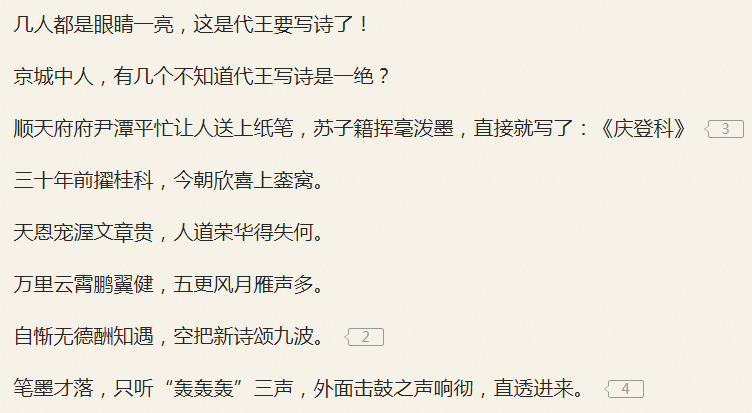 几人都是眼睛一亮，这是代王要写诗了！
京城中人，有几个不知道代王写诗是一绝？
顺天府府尹潭平忙让人送上纸笔，苏子籍挥毫泼墨，直接就写了：《庆登科》 3
三十年前擢桂科，今朝欣喜上銮窝。
天恩宠渥文章贵，人道荣华得失何。
万里云霄鹏翼健，五更风月雁声多。
自惭无德酬知遇，空把新诗颂九波。 2
笔墨才落，只听“轰轰轰”三声，外面击鼓之声响彻，直透进来。 4